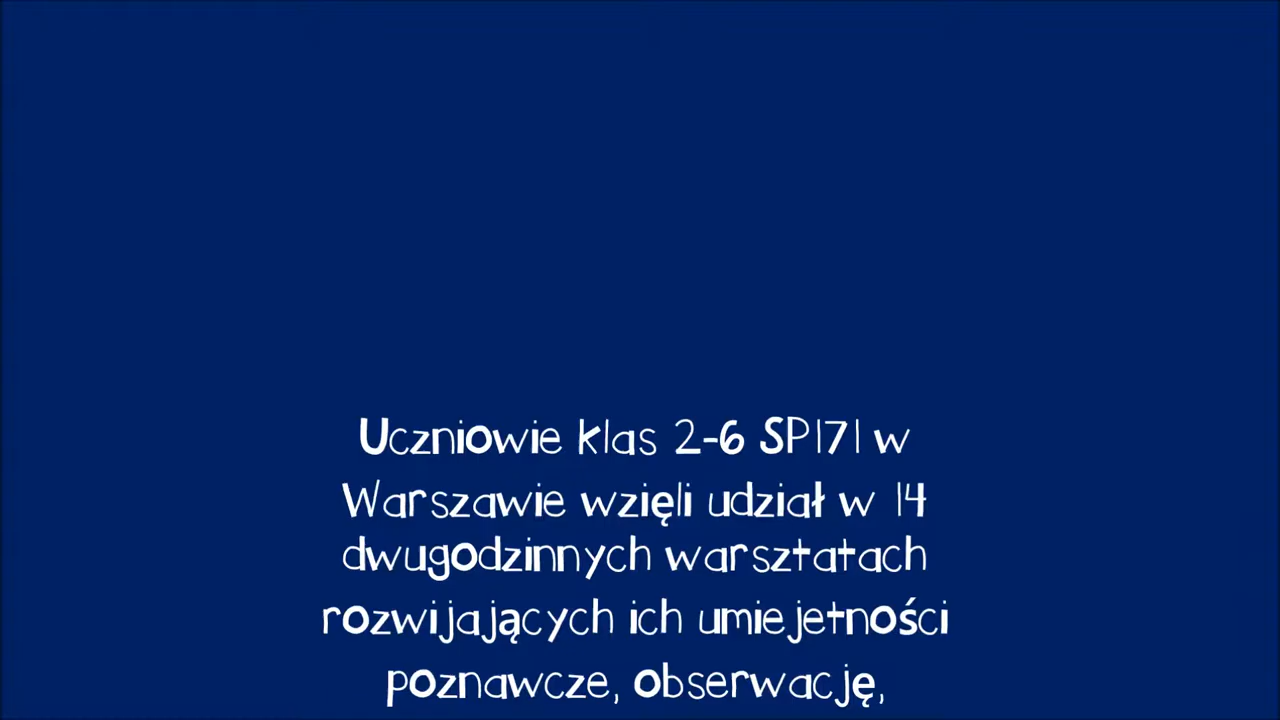 Uczniowie klas 2-6 SP171 w
Warszawie wzięli udział w 14
dwugodzinnych warsztatach
rozwijających ich umiejetności
poznawcze, obserwację,